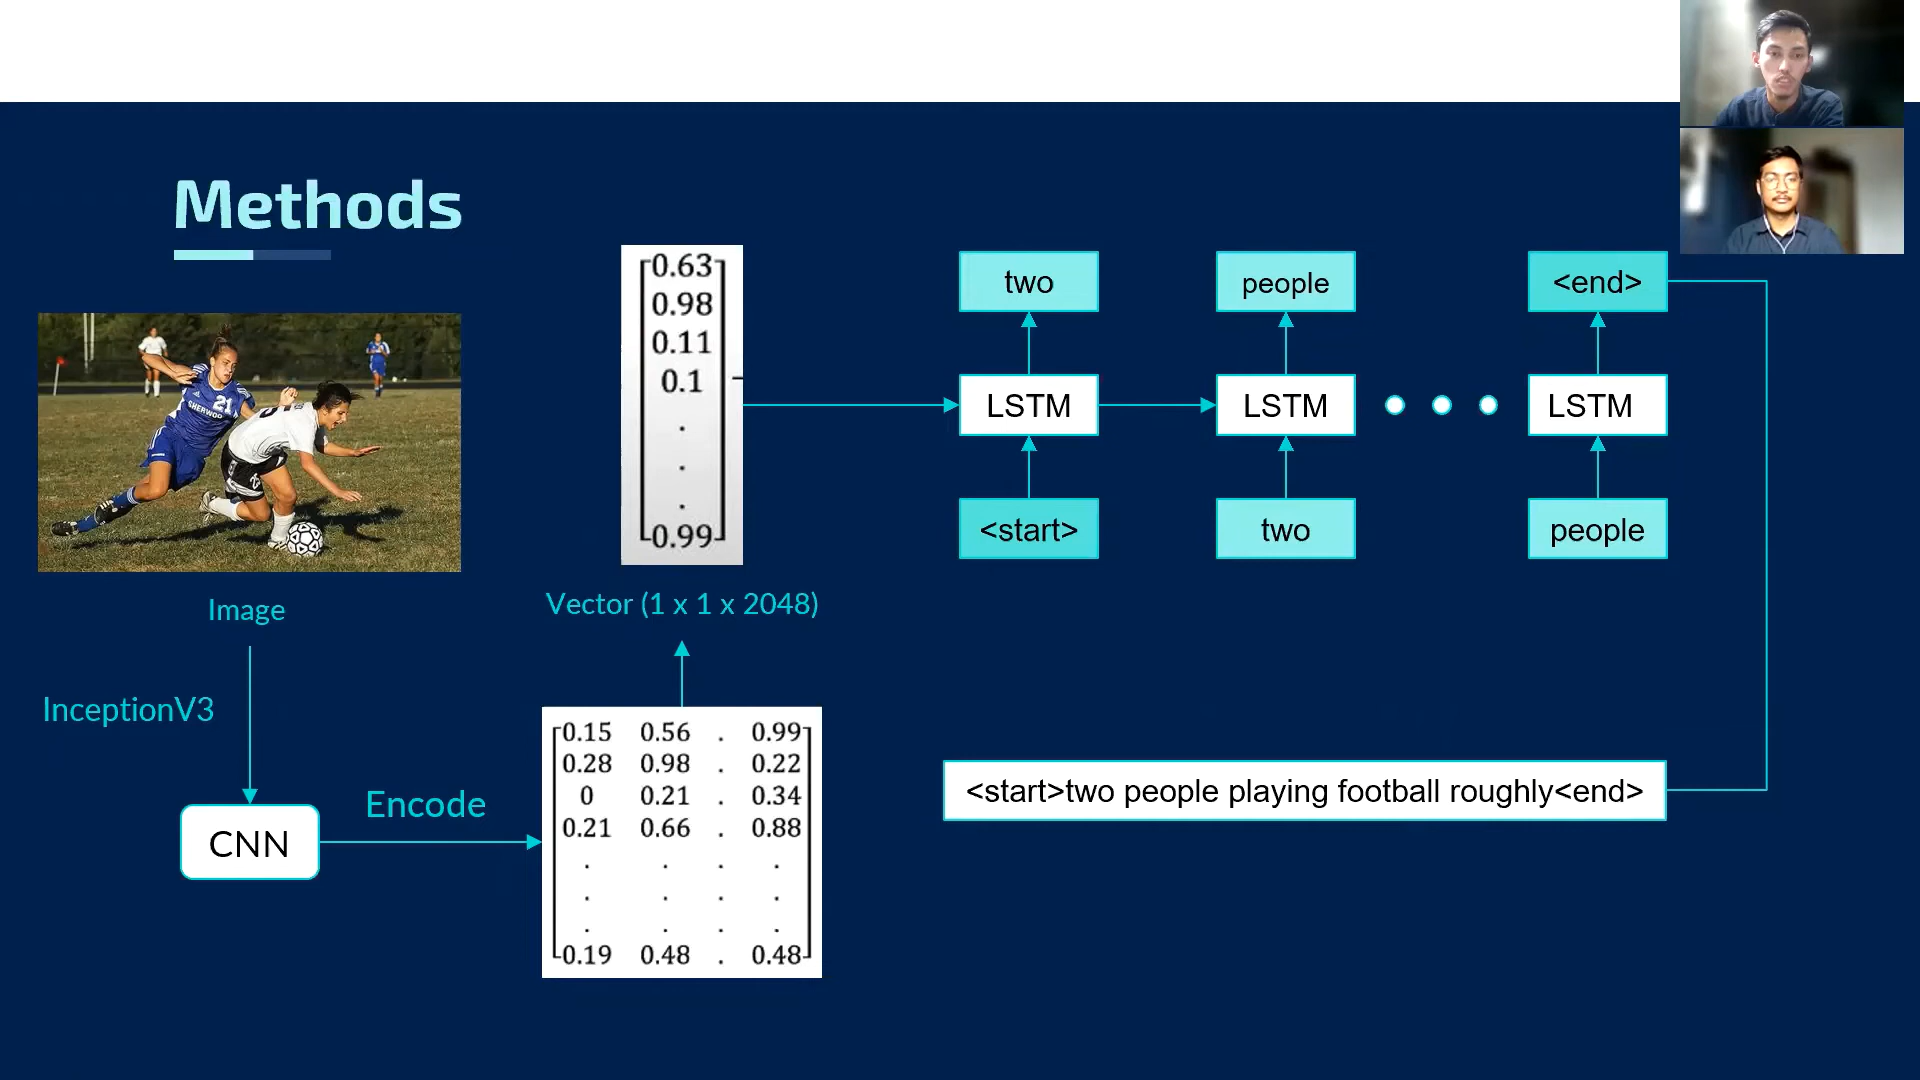 Methods
[0.63]
0.98
0.11
0.1
.
.
.
[0.99]
Vector (1 x 1 x 2048)
two
people
<end>
LSTM
LSTM
LSTM
<start>
two
people
21
SHERWOO
Image
InceptionV3
CNN
Encode
0.15 0.56 . 0.99
0.28 0.98 . 0.22
0 0.21 . 0.34
0.21 0.66 . 0.88
. . . .
. . . .
. . . .
0.19 0.48 . 0.48
<start>two people playing football roughly<end>